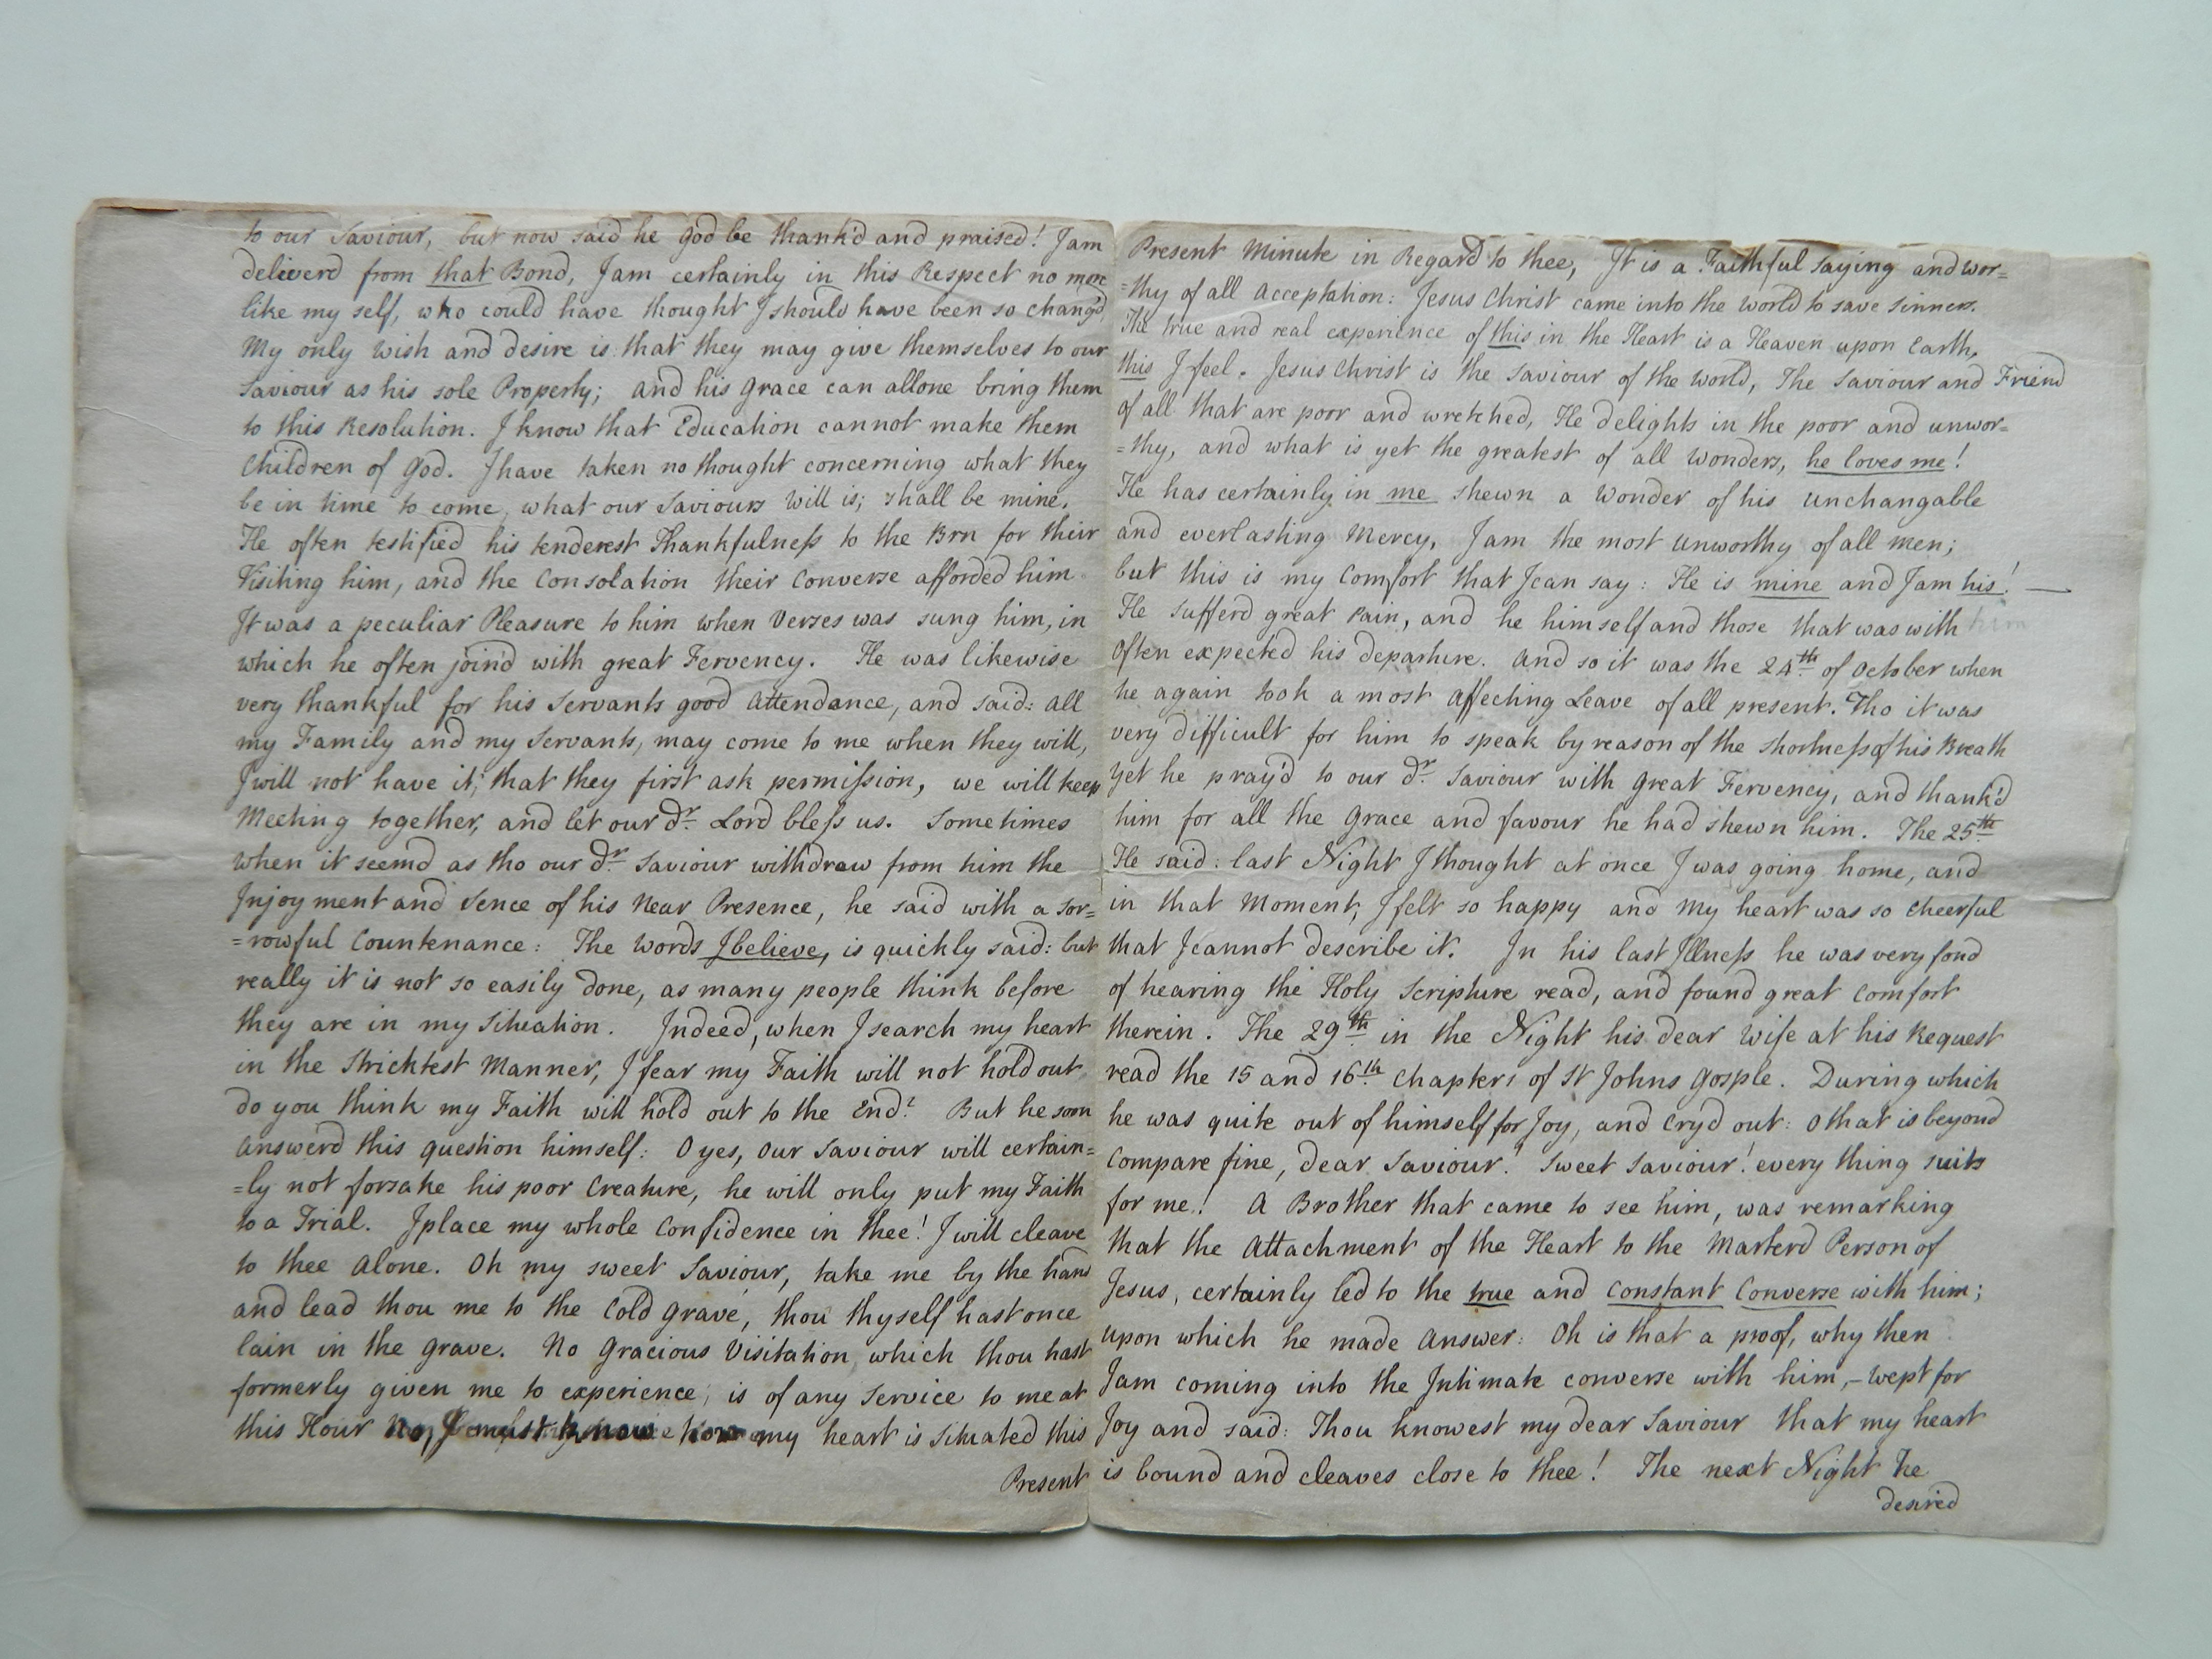 to our Saviour, but now said he God be thank'd and praised! I am
deliverd from that Bond, I am certainly in this Respect no more
like my self, who could have thought I should have been so chang'd,
My only wish and desire is that they may give themselves to our
Saviour as his sole Property; and his Grace can allone bring them
to this Resolution. I know that Education cannot make them
Children of God. I have taken no thought concerning what they
be in time to come, what our Saviours will is; shall be mine.
He often testified his tenderest Thankfulness to the Brn for their
Visiting him, and the Consolation their Converse afforded him.
It was a peculiar Pleasure to him when Verses was sung him, in
which he often join'd with great Fervency. He was likewise
very thankful for his Servants good Attendance, and said: all
my Family and my Servants, may come to me when they will,
I will not have it, that they first ask permission, we will keep
Meeting together, and let our dr. Lord bless us. Sometimes
when it seemd as tho our dr. Saviour withdraw from him the
Injoyment and Sence of his Near Presence, he said with a sor=
=rowful Countenance: The words I believe, is quickly said: but
really it is not so easily done, as many people think before
they are in my Situation. Indeed, when I search my heart
in the Stricktest Manner, I fear my Faith will not hold out,
do you think my Faith will hold out to the End? But he soon
Answerd this question himself: O yes, our Saviour will certain=
=ly not forsake his poor Creature, he will only put my Faith
to a Trial. I place my whole Confidence in thee! I will cleave
to thee Alone. Oh my sweet Saviour, take me by the hand
and lead thou me to the Cold grave, thou thyself hast once
lain in the grave. No Gracious Visitation which thou hast
formerly given me to experience, is of any Service to me at
this Hour No, I must know how my heart is Situated this
Present
Present Minute in Regard to thee, It is a Faithful Saying and wor=
=thy of all Acceptation: Jesus Christ came into the world to save Sinners.
The true and real experience of this in the Heart is a Heaven upon Earth,
this I feel. Jesus Christ is the Saviour of the World, The Saviour and Friend
of all that are poor and wretched, He delights in the poor and unwor=
=thy, and what is yet the greatest of all Wonders, he loves me!
He has certainly in me shewn a Wonder of his unchangable
and everlasting Mercy, I am the most unworthy of all men;
but this is my Comfort that I can say: He is mine and I am his! —
He Sufferd great Pain, and he himself and those that was with him
Often expected his departure. And so it was the 24th. of October when
he again took a most Affecting Leave of all present. Tho it was
very difficult for him to speak by reason of the Shortness of his Breath
yet he pray'd to our dr. Saviour with Great Fervency, and thank'd
him for all the Grace and favour he had shewn him. The 25th.
He said: last Night I thought at once I was going home, and
in that Moment, I felt so happy and my heart was so Cheerful
that I cannot describe it. In his last Illness he was very fond
of hearing the Holy Scripture read, and found great Comfort
therein. The 29th. in the Night his dear Wife at his Request
read the 15 and 16th. Chapters of St Johns Gosple. During which
he was quite out of himself for Joy, and Cry'd out: O that is beyond
Compare fine, dear Saviour! Sweet Saviour! every thing suits
for me! A Brother that came to see him, was remarking
that the Attachment of the Heart to the Marterd Person of
Jesus, certainly led to the true and Constant Converse with him;
upon which he made Answer: Oh is that a proof, why then
I am coming into the Intimate converse with him, – wept for
Joy and said: Thou knowest my dear Saviour that my heart
is bound and cleaves close to thee! The next Night he
desired